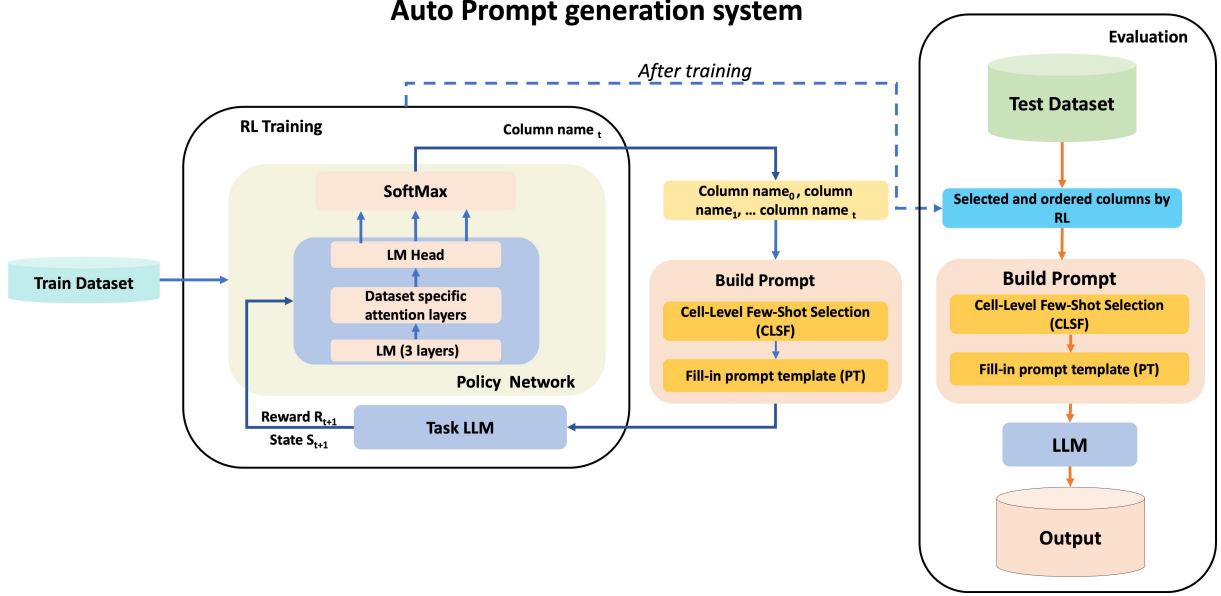 Auto Prompt generation system
Evaluation
After training
Test Dataset
RL Training
Column name t
SoftMax
Column name0, column
name1, ... column name t
Selected and ordered columns by
RL
LM Head
Train Dataset
Dataset specific
attention layers
LM (3 layers)
Policy Network
Build Prompt
Cell-Level Few-Shot Selection
(CLSF)
Fill-in prompt template (PT)
Build Prompt
Cell-Level Few-Shot Selection
(CLSF)
Fill-in prompt template (PT)
Reward Rt+1
State St+1
Task LLM
LLM
Output